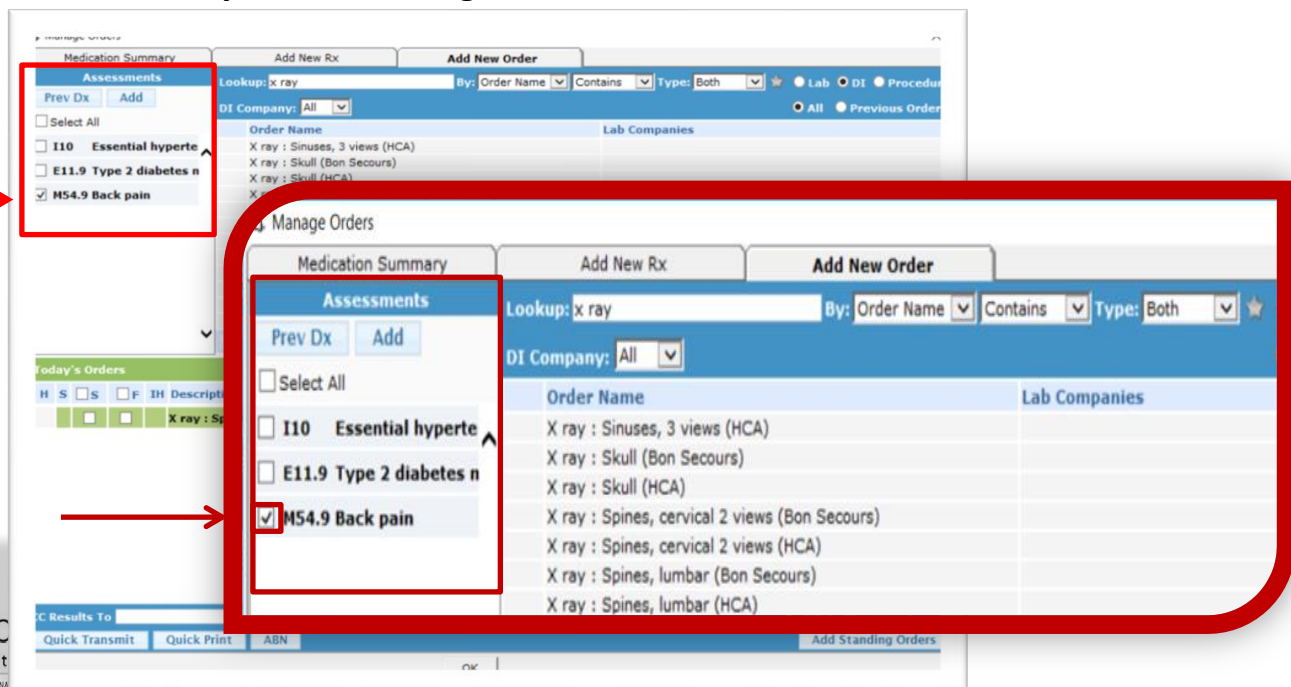 Manage Orders
Medication Summary Add New Rx Add New Order
Assessments
Prev Dx Add
Select All
I10 Essential hyperte
E11.9 Type 2 diabetes n
M54.9 Back pain
Lookup: x ray By: Order Name Contains Type: Both Lab DI Procedur
DI Company: All All Previous Order
Order Name Lab Companies
X ray : Sinuses, 3 views (HCA)
X ray : Skull (Bon Secours)
X ray : Skull (HCA)
Today's Orders
H S S F IH Descripti
X ray : Sp
CC Results To
Quick Transmit Quick Print ABN Add Standing Orders
OK
Manage Orders
Medication Summary Add New Rx Add New Order
Assessments
Prev Dx Add
Select All
I10 Essential hyperte
E11.9 Type 2 diabetes n
M54.9 Back pain
Lookup: x ray By: Order Name Contains Type: Both
DI Company: All
Order Name Lab Companies
X ray : Sinuses, 3 views (HCA)
X ray : Skull (Bon Secours)
X ray : Skull (HCA)
X ray : Spines, cervical 2 views (Bon Secours)
X ray : Spines, cervical 2 views (HCA)
X ray : Spines, lumbar (Bon Secours)
X ray : Spines, lumbar (HCA)